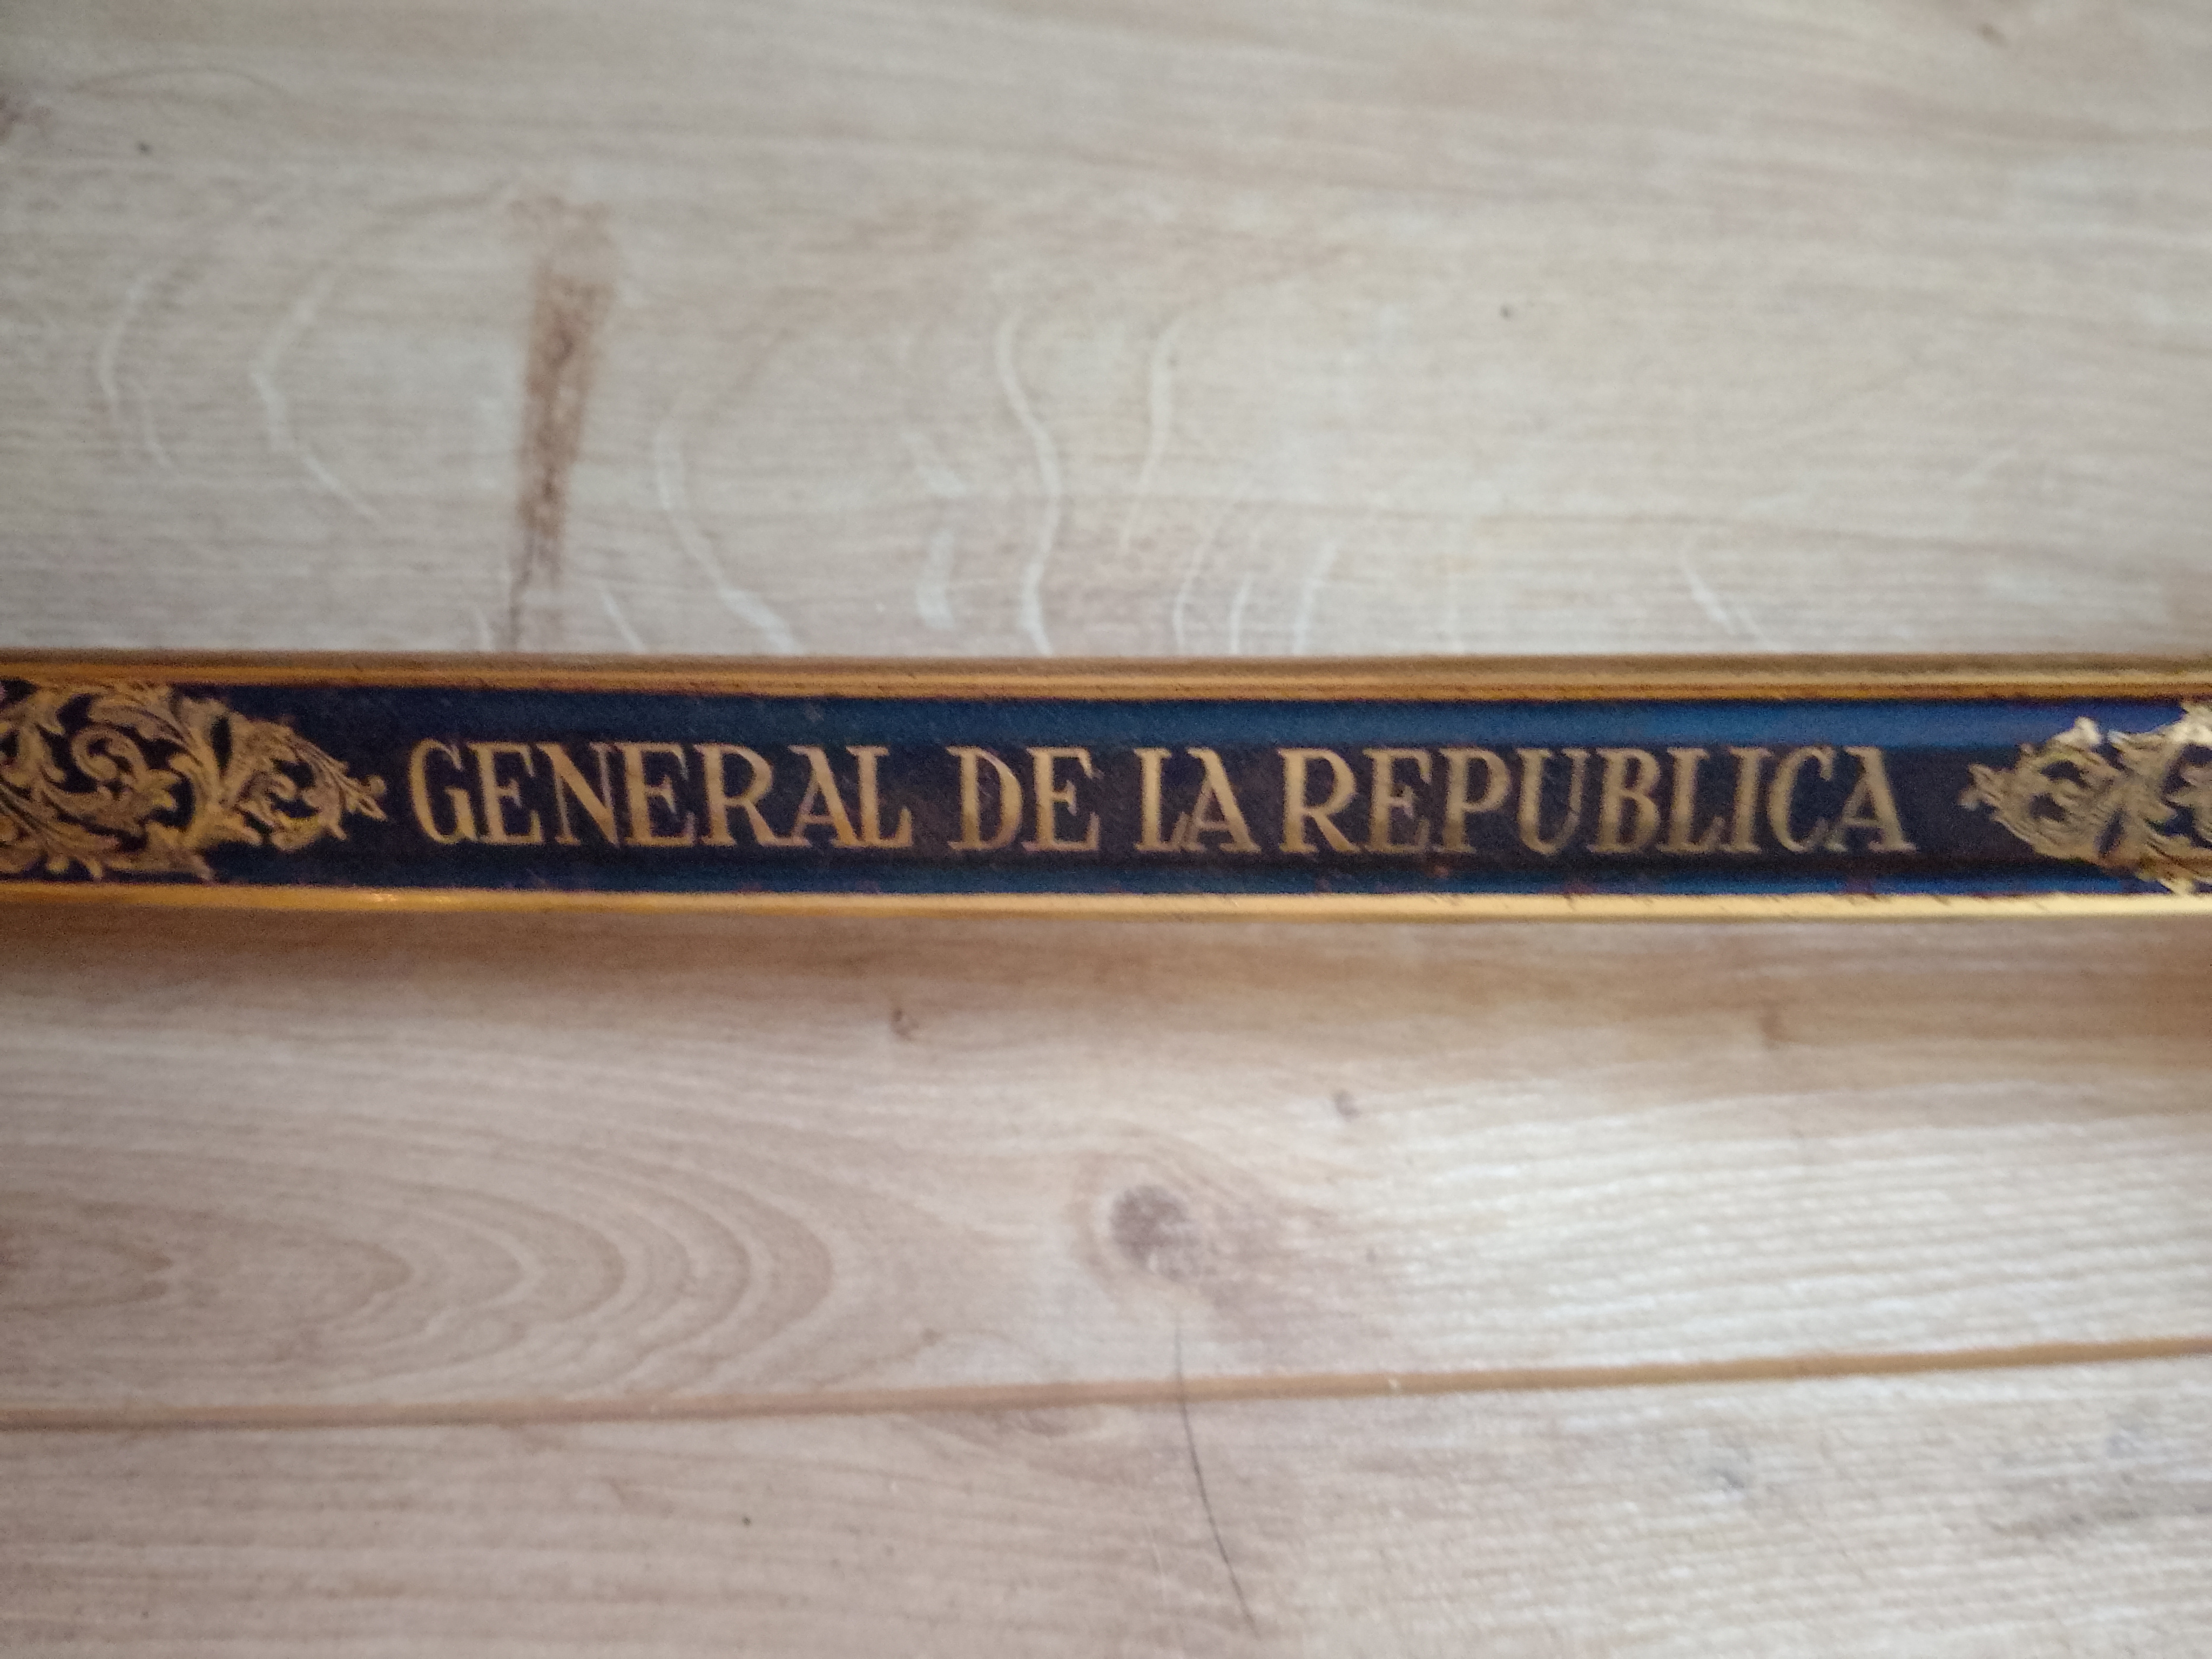 GENERAL DE LA REPUBLICA